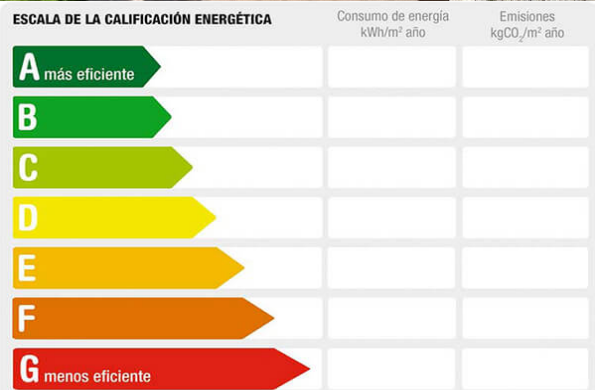 ESCALA DE LA CALIFICACIÓN ENERGÉTICA
Consumo de energía
kWh/m² año
Emisiones
kgCO₂/m² año
A más eficiente
B
C
D
E
F
G menos eficiente